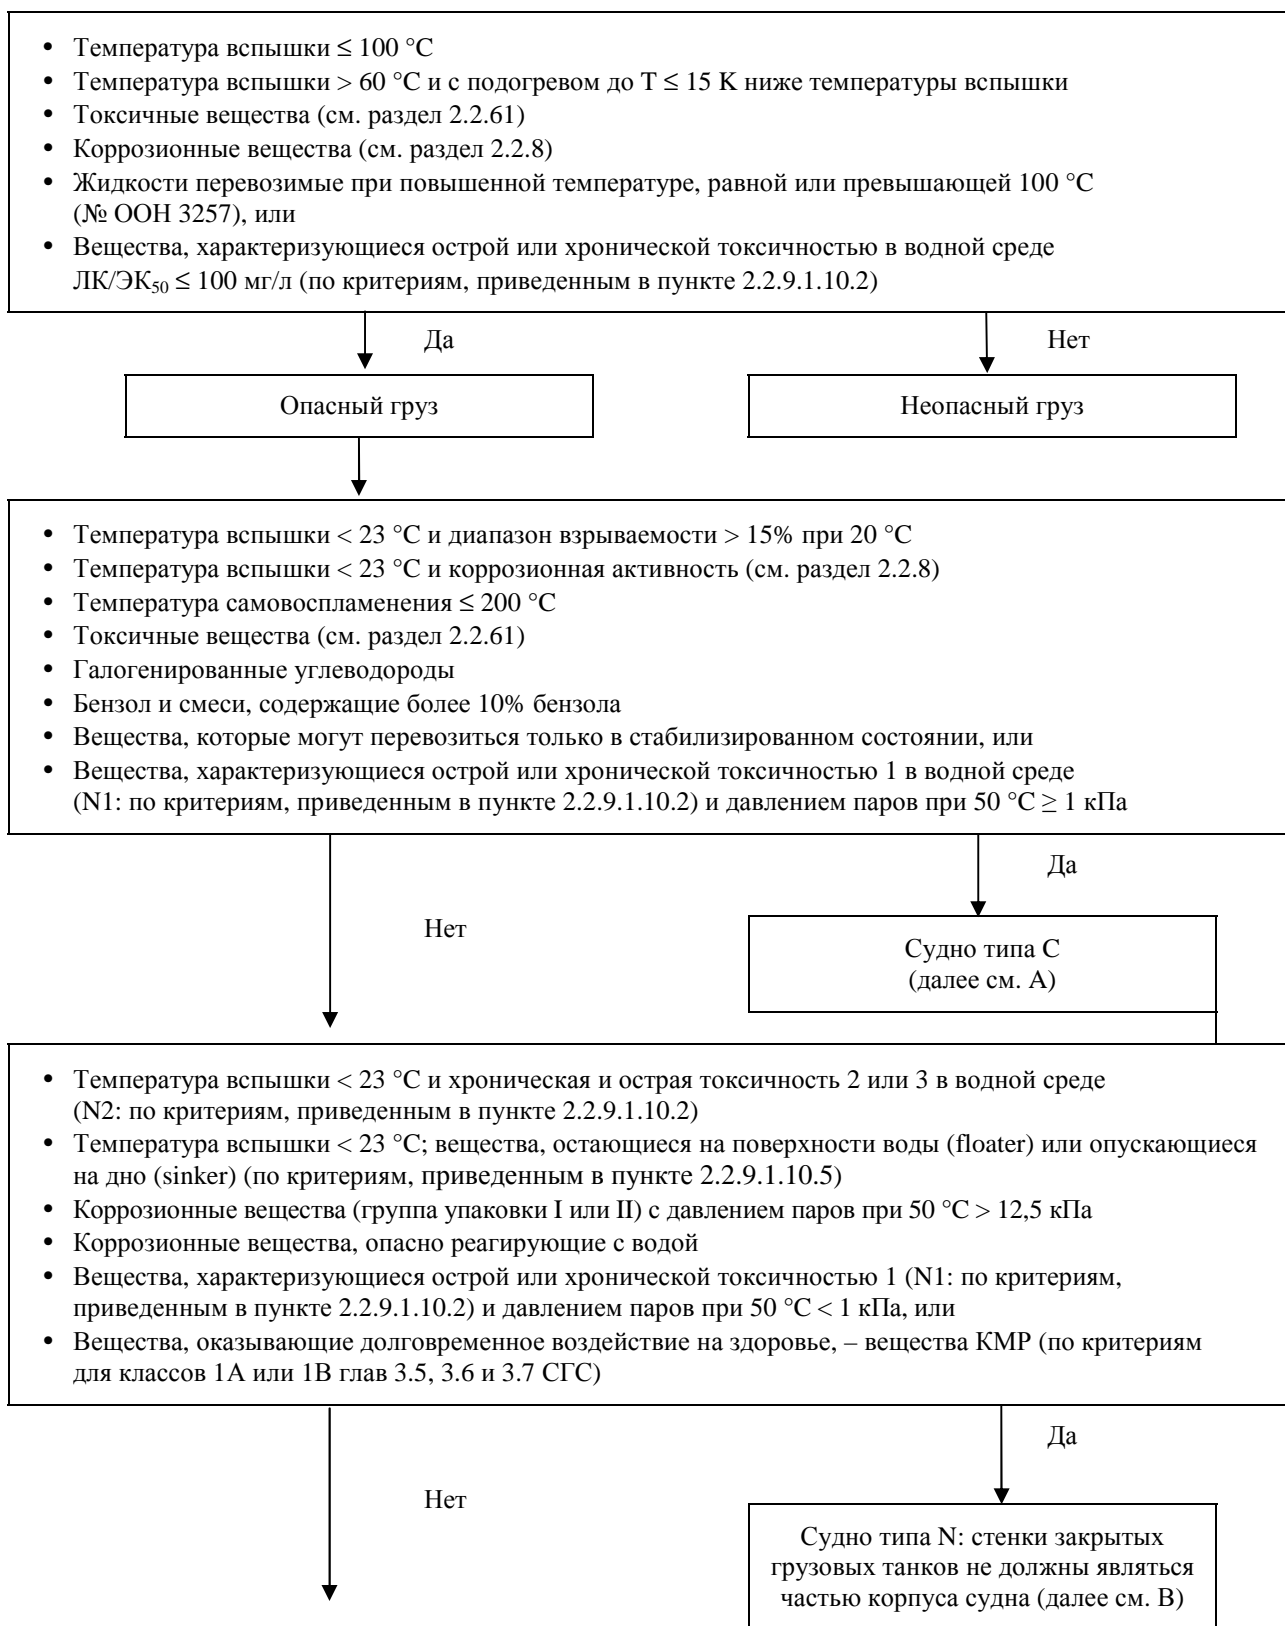 • Температура вспышки ≤ 100 °C
• Температура вспышки > 60 °C и с подогревом до T ≤ 15 K ниже температуры вспышки
• Токсичные вещества (см. раздел 2.2.61)
• Коррозионные вещества (см. раздел 2.2.8)
• Жидкости перевозимые при повышенной температуре, равной или превышающей 100 °C
(№ ООН 3257), или
• Вещества, характеризующиеся острой или хронической токсичностью в водной среде
ЛК/ЭК₅₀ ≤ 100 мг/л (по критериям, приведенным в пункте 2.2.9.1.10.2)
Да
Нет
Опасный груз
Неопасный груз
• Температура вспышки < 23 °C и диапазон взрываемости > 15% при 20 °C
• Температура вспышки < 23 °C и коррозионная активность (см. раздел 2.2.8)
• Температура самовоспламенения ≤ 200 °C
• Токсичные вещества (см. раздел 2.2.61)
• Галогенированные углеводороды
• Бензол и смеси, содержащие более 10% бензола
• Вещества, которые могут перевозиться только в стабилизированном состоянии, или
• Вещества, характеризующиеся острой или хронической токсичностью 1 в водной среде
(N1: по критериям, приведенным в пункте 2.2.9.1.10.2) и давлением паров при 50 °C ≥ 1 кПа
Да
Нет
Судно типа С
(далее см. А)
• Температура вспышки < 23 °C и хроническая и острая токсичность 2 или 3 в водной среде
(N2: по критериям, приведенным в пункте 2.2.9.1.10.2)
• Температура вспышки < 23 °C; вещества, остающиеся на поверхности воды (floater) или опускающиеся
на дно (sinker) (по критериям, приведенным в пункте 2.2.9.1.10.5)
• Коррозионные вещества (группа упаковки I или II) с давлением паров при 50 °C > 12,5 кПа
• Коррозионные вещества, опасно реагирующие с водой
• Вещества, характеризующиеся острой или хронической токсичностью 1 (N1: по критериям,
приведенным в пункте 2.2.9.1.10.2) и давлением паров при 50 °C < 1 кПа, или
• Вещества, оказывающие долговременное воздействие на здоровье, – вещества КМР (по критериям
для классов 1А или 1В глав 3.5, 3.6 и 3.7 СГС)
Да
Нет
Судно типа N: стенки закрытых
грузовых танков не должны являться
частью корпуса судна (далее см. В)